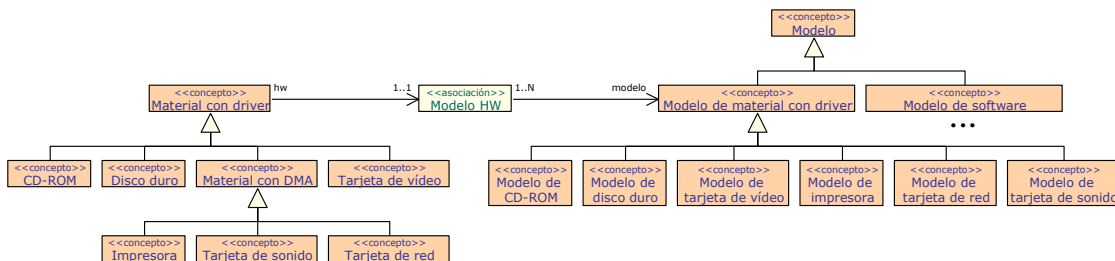 <<concepto>>
Modelo
<<concepto>>
Material con driver
hw
1..1
<<asociación>>
Modelo HW
1..N
modelo
<<concepto>>
Modelo de material con driver
<<concepto>>
Modelo de software
...
<<concepto>>
CD-ROM
<<concepto>>
Disco duro
<<concepto>>
Material con DMA
<<concepto>>
Tarjeta de vídeo
<<concepto>>
Modelo de
CD-ROM
<<concepto>>
Modelo de
disco duro
<<concepto>>
Modelo de
tarjeta de vídeo
<<concepto>>
Modelo de
impresora
<<concepto>>
Modelo de
tarjeta de red
<<concepto>>
Modelo de
tarjeta de sonido
<<concepto>>
Impresora
<<concepto>>
Tarjeta de sonido
<<concepto>>
Tarjeta de red